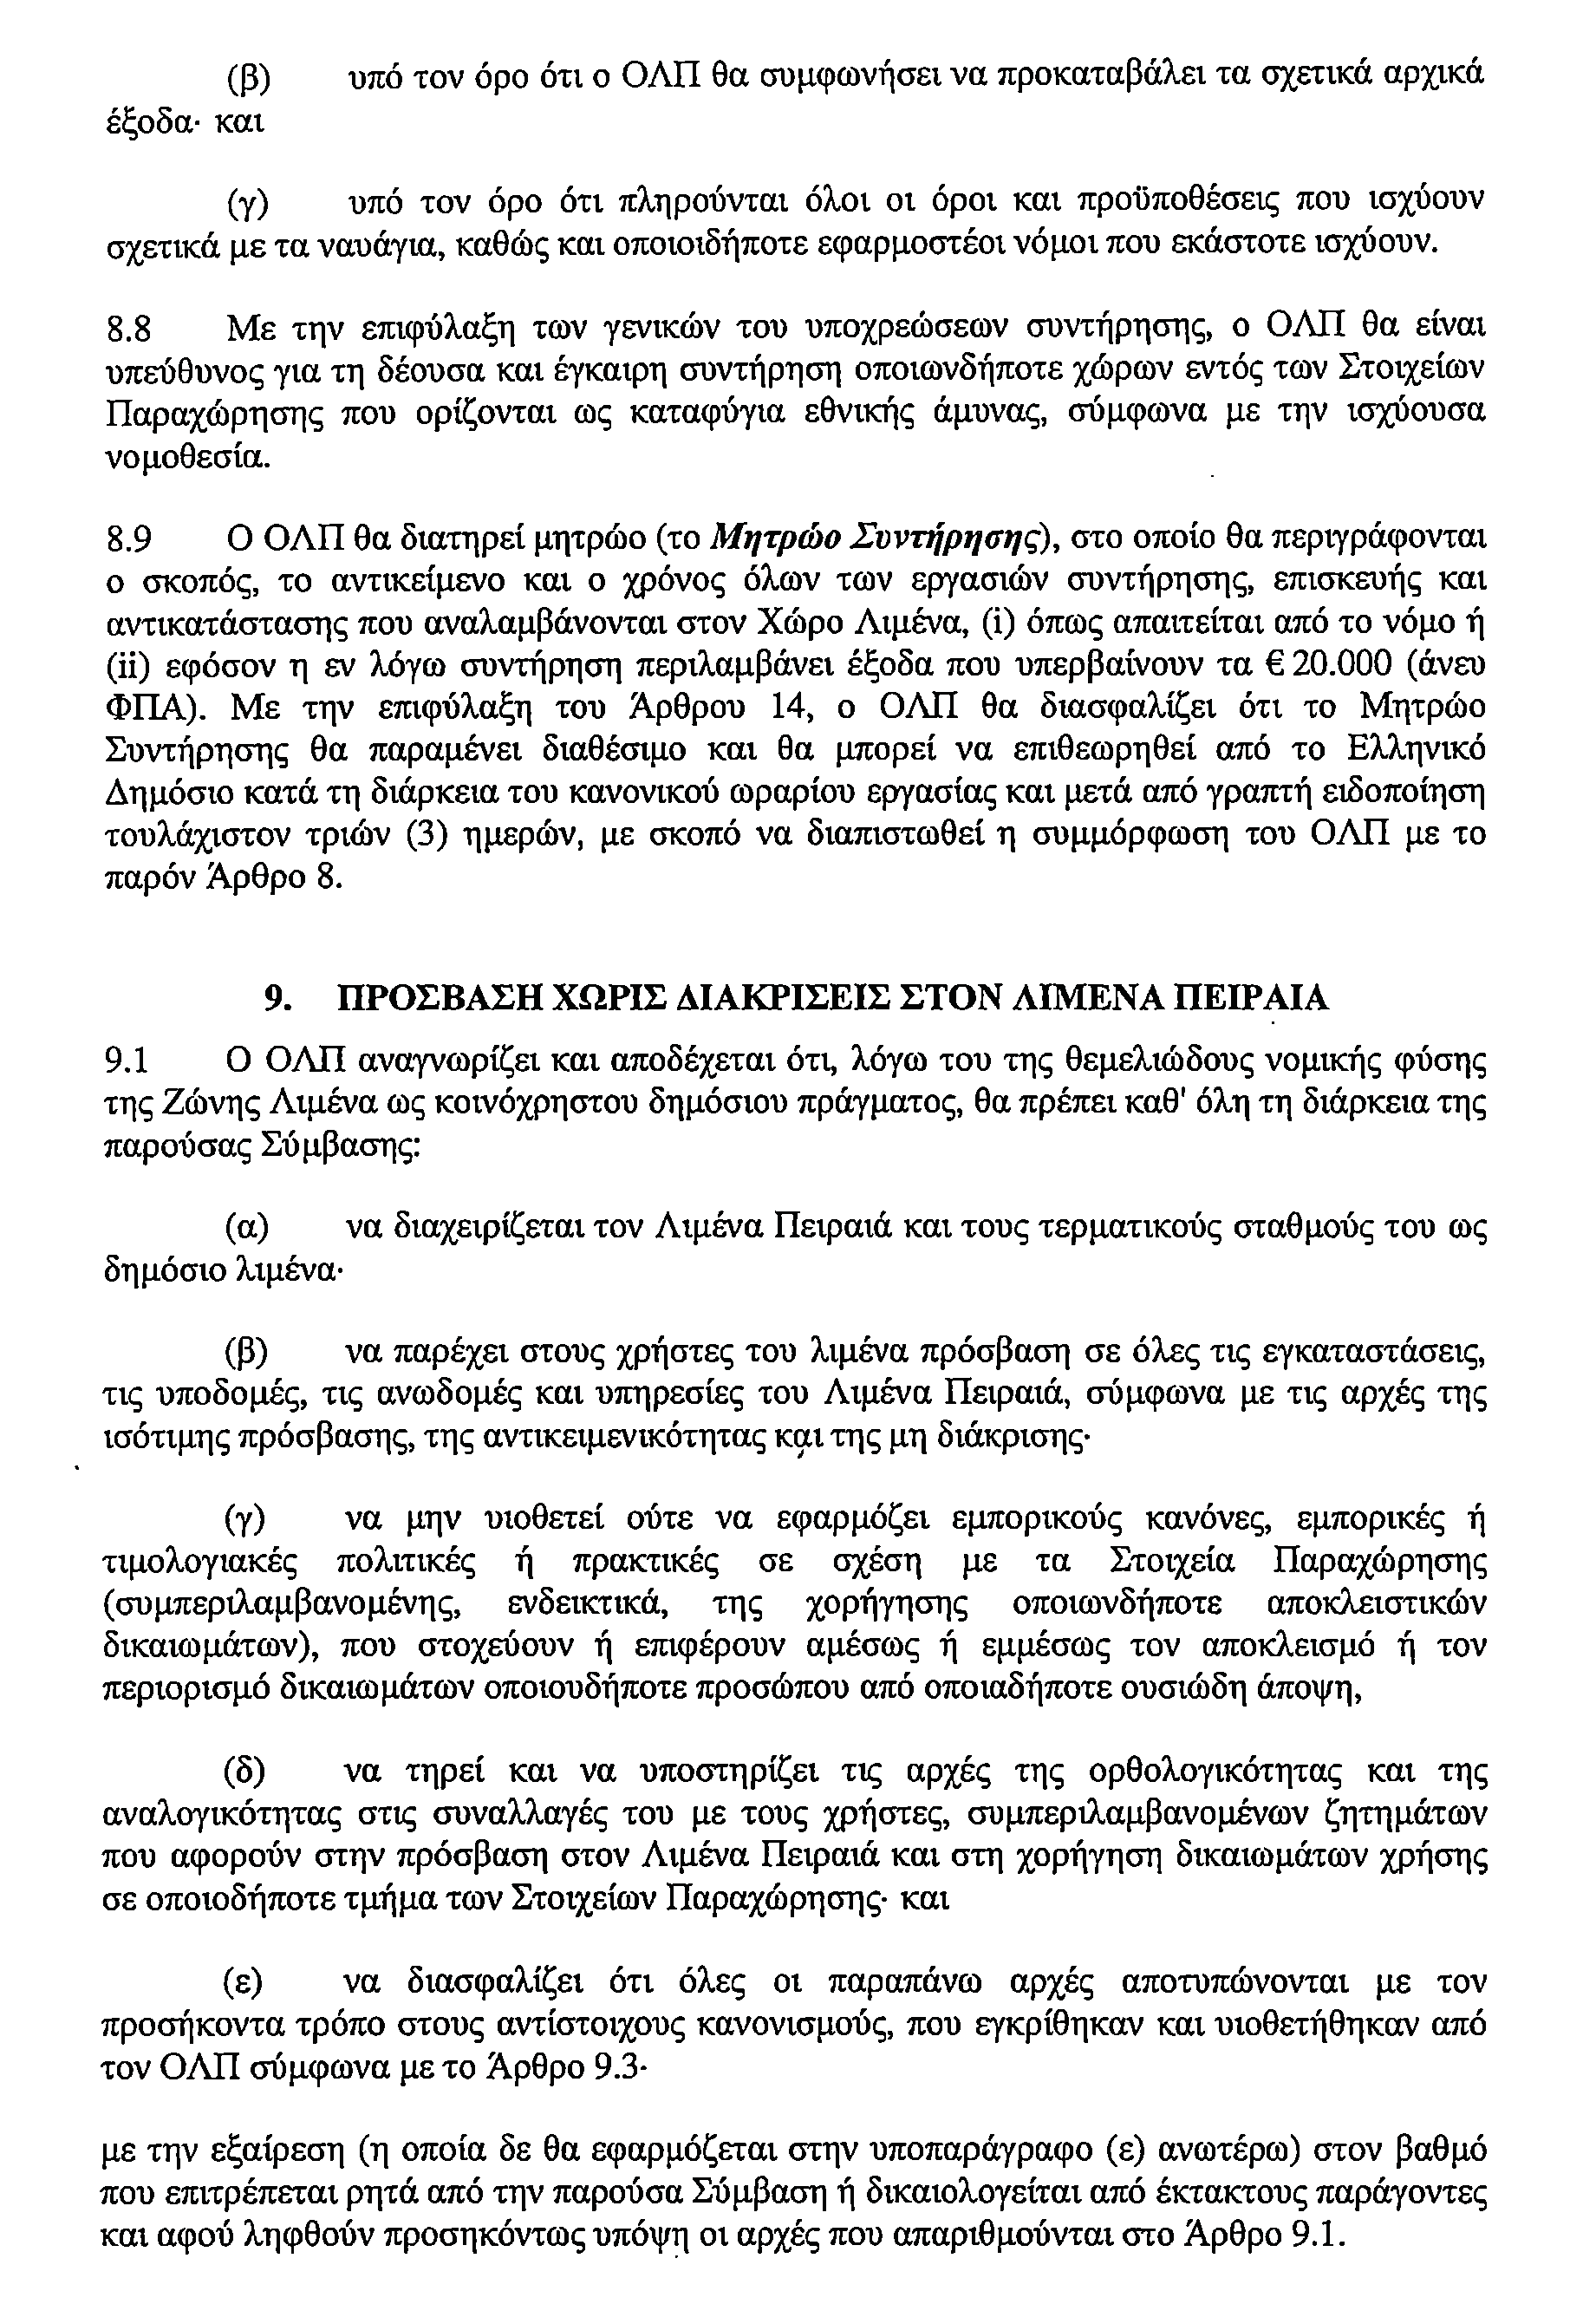 (β) υπό τον όρο ότι ο ΟΛΠ θα συμφωνήσει να προκαταβάλει τα σχετικά αρχικά
έξοδα· και
(γ) υπό τον όρο ότι πληρούνται όλοι οι όροι και προϋποθέσεις που ισχύουν
σχετικά με τα ναυάγια, καθώς και οποιοιδήποτε εφαρμοστέοι νόμοι που εκάστοτε ισχύουν.
8.8 Με την επιφύλαξη των γενικών του υποχρεώσεων συντήρησης, ο ΟΛΠ θα είναι
υπεύθυνος για τη δέουσα και έγκαιρη συντήρηση οποιωνδήποτε χώρων εντός των Στοιχείων
Παραχώρησης που ορίζονται ως καταφύγια εθνικής άμυνας, σύμφωνα με την ισχύουσα
νομοθεσία.
8.9 Ο ΟΛΠ θα διατηρεί μητρώο (το Μητρώο Συντήρησης), στο οποίο θα περιγράφονται
ο σκοπός, το αντικείμενο και ο χρόνος όλων των εργασιών συντήρησης, επισκευής και
αντικατάστασης που αναλαμβάνονται στον Χώρο Λιμένα, (i) όπως απαιτείται από το νόμο ή
(ii) εφόσον η εν λόγω συντήρηση περιλαμβάνει έξοδα που υπερβαίνουν τα € 20.000 (άνευ
ΦΠΑ). Με την επιφύλαξη του Άρθρου 14, ο ΟΛΠ θα διασφαλίζει ότι το Μητρώο
Συντήρησης θα παραμένει διαθέσιμο και θα μπορεί να επιθεωρηθεί από το Ελληνικό
Δημόσιο κατά τη διάρκεια του κανονικού ωραρίου εργασίας και μετά από γραπτή ειδοποίηση
τουλάχιστον τριών (3) ημερών, με σκοπό να διαπιστωθεί η συμμόρφωση του ΟΛΠ με το
παρόν Άρθρο 8.
9. ΠΡΟΣΒΑΣΗ ΧΩΡΙΣ ΔΙΑΚΡΙΣΕΙΣ ΣΤΟΝ ΛΙΜΕΝΑ ΠΕΙΡΑΙΑ
9.1 Ο ΟΛΠ αναγνωρίζει και αποδέχεται ότι, λόγω του της θεμελιώδους νομικής φύσης
της Ζώνης Λιμένα ως κοινόχρηστου δημόσιου πράγματος, θα πρέπει καθ' όλη τη διάρκεια της
παρούσας Σύμβασης:
(α) να διαχειρίζεται τον Λιμένα Πειραιά και τους τερματικούς σταθμούς του ως
δημόσιο λιμένα·
(β) να παρέχει στους χρήστες του λιμένα πρόσβαση σε όλες τις εγκαταστάσεις,
τις υποδομές, τις ανωδομές και υπηρεσίες του Λιμένα Πειραιά, σύμφωνα με τις αρχές της
ισότιμης πρόσβασης, της αντικειμενικότητας και της μη διάκρισης·
(γ) να μην υιοθετεί ούτε να εφαρμόζει εμπορικούς κανόνες, εμπορικές ή
τιμολογιακές πολιτικές ή πρακτικές σε σχέση με τα Στοιχεία Παραχώρησης
(συμπεριλαμβανομένης, ενδεικτικά, της χορήγησης οποιωνδήποτε αποκλειστικών
δικαιωμάτων), που στοχεύουν ή επιφέρουν αμέσως ή εμμέσως τον αποκλεισμό ή τον
περιορισμό δικαιωμάτων οποιουδήποτε προσώπου από οποιαδήποτε ουσιώδη άποψη,
(δ) να τηρεί και να υποστηρίζει τις αρχές της ορθολογικότητας και της
αναλογικότητας στις συναλλαγές του με τους χρήστες, συμπεριλαμβανομένων ζητημάτων
που αφορούν στην πρόσβαση στον Λιμένα Πειραιά και στη χορήγηση δικαιωμάτων χρήσης
σε οποιοδήποτε τμήμα των Στοιχείων Παραχώρησης· και
(ε) να διασφαλίζει ότι όλες οι παραπάνω αρχές αποτυπώνονται με τον
προσήκοντα τρόπο στους αντίστοιχους κανονισμούς, που εγκρίθηκαν και υιοθετήθηκαν από
τον ΟΛΠ σύμφωνα με το Άρθρο 9.3·
με την εξαίρεση (η οποία δε θα εφαρμόζεται στην υποπαράγραφο (ε) ανωτέρω) στον βαθμό
που επιτρέπεται ρητά από την παρούσα Σύμβαση ή δικαιολογείται από έκτακτους παράγοντες
και αφού ληφθούν προσηκόντως υπόψη οι αρχές που απαριθμούνται στο Άρθρο 9.1.